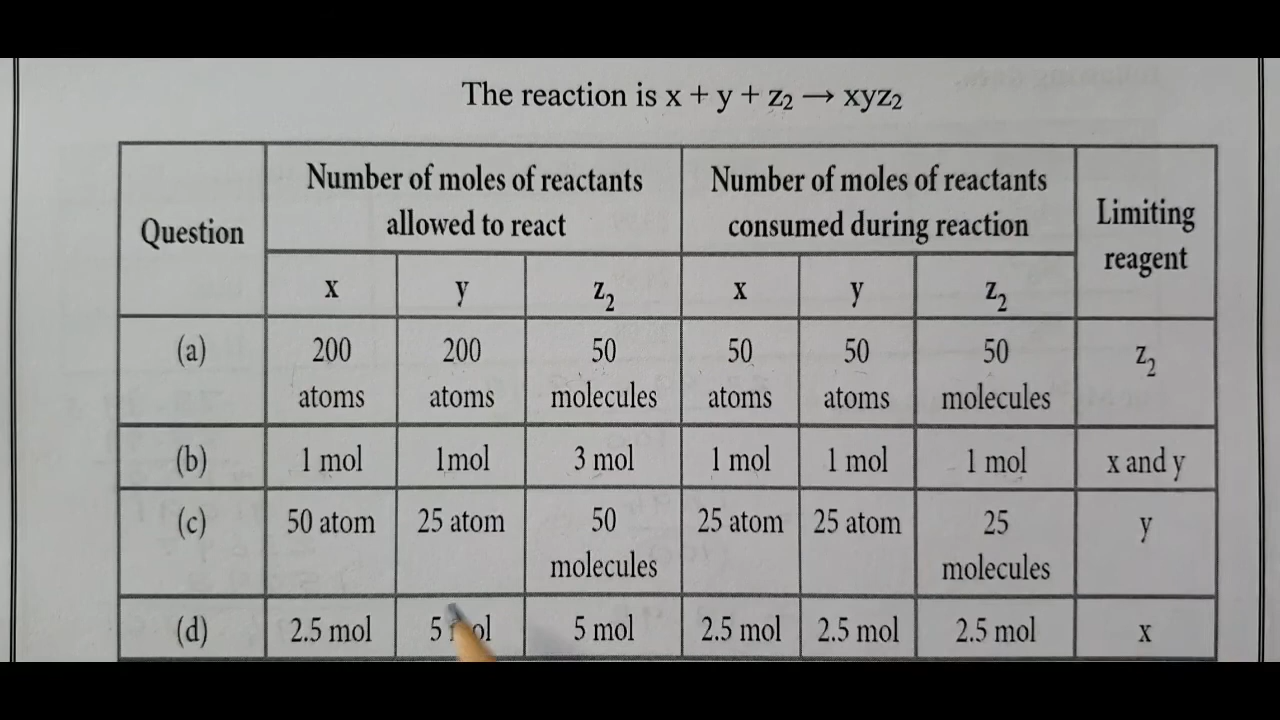 The reaction is x + y + z₂ → xyz₂
Question
Number of moles of reactants
allowed to react
Number of moles of reactants
consumed during reaction
Limiting
reagent
x y z₂ x y z₂
(a) 200 200 50 50 50 50 z₂
atoms atoms molecules atoms atoms molecules
(b) 1 mol 1mol 3 mol 1 mol 1 mol 1 mol x and y
(c) 50 atom 25 atom 50 25 atom 25 atom 25 y
molecules molecules
(d) 2.5 mol 5 mol 5 mol 2.5 mol 2.5 mol 2.5 mol x